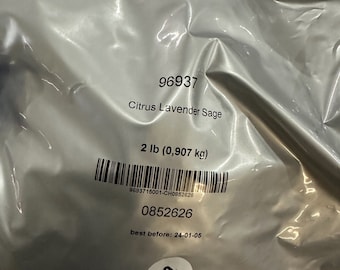 96937
Citrus Lavender Sage
2 lb (0,907 kg)
0852626
best before: 24-01-05